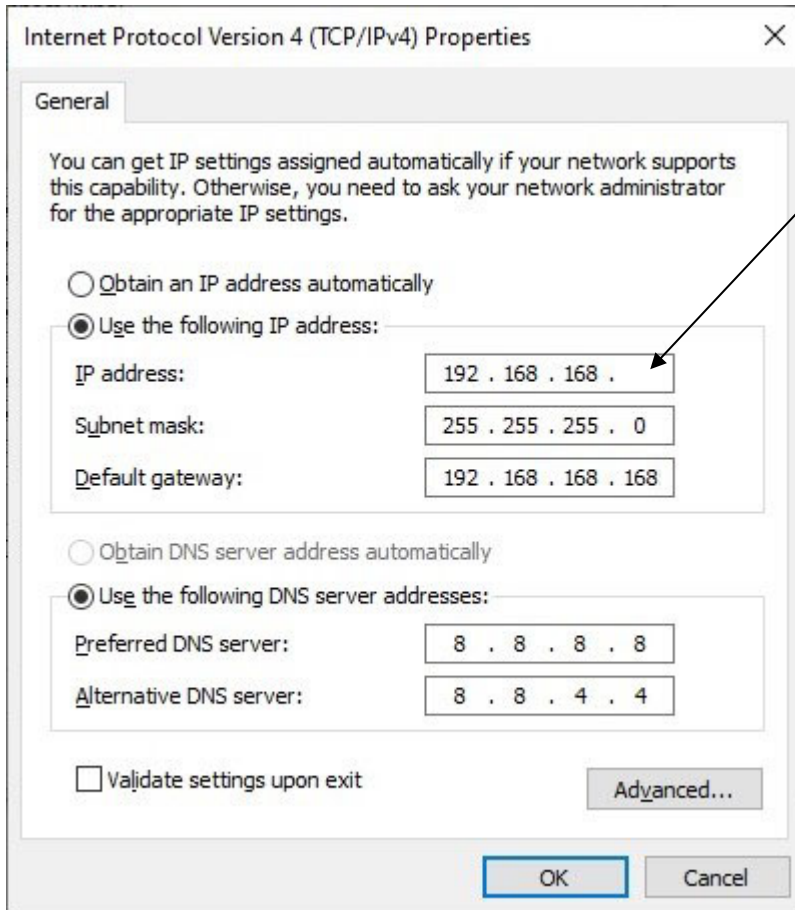 Internet Protocol Version 4 (TCP/IPv4) Properties
General
You can get IP settings assigned automatically if your network supports
this capability. Otherwise, you need to ask your network administrator
for the appropriate IP settings.
Obtain an IP address automatically
Use the following IP address:
IP address: 192 . 168 . 168 .
Subnet mask: 255 . 255 . 255 . 0
Default gateway: 192 . 168 . 168 . 168
Obtain DNS server address automatically
Use the following DNS server addresses:
Preferred DNS server: 8 . 8 . 8 . 8
Alternative DNS server: 8 . 8 . 4 . 4
Validate settings upon exit
Advanced...
OK Cancel